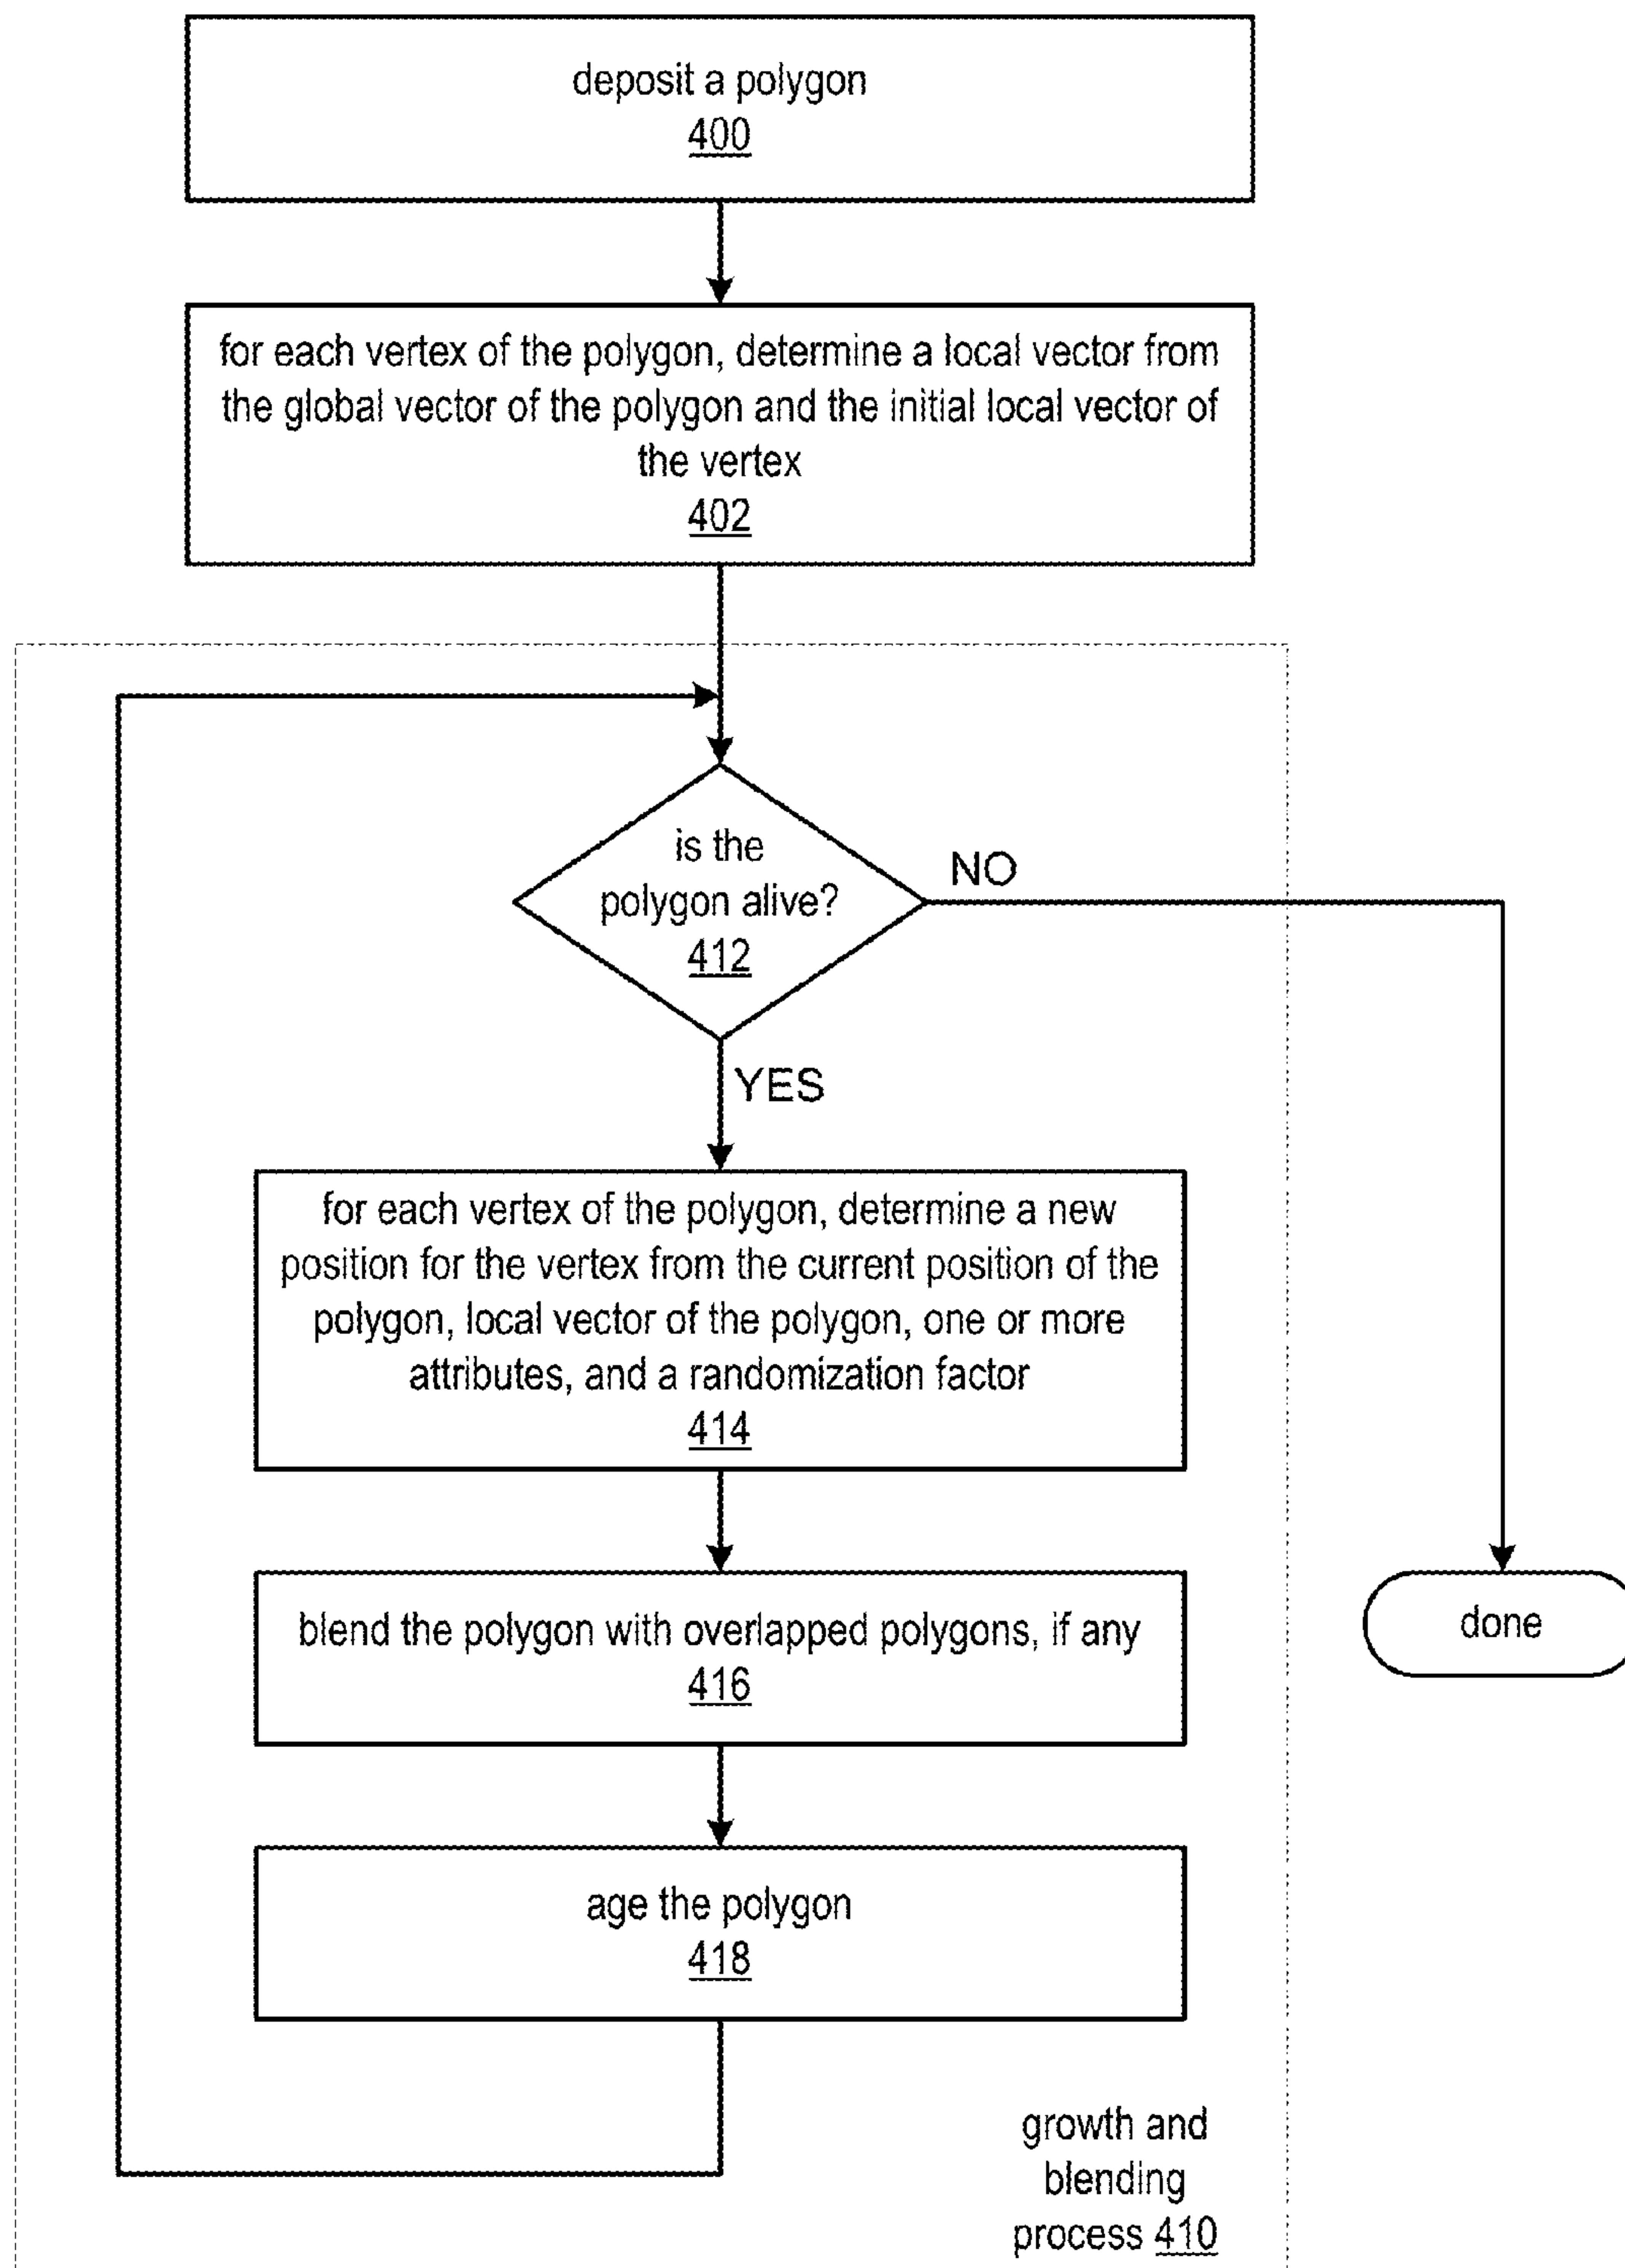 deposit a polygon
400
for each vertex of the polygon, determine a local vector from
the global vector of the polygon and the initial local vector of
the vertex
402
is the
polygon alive?
412
NO
YES
for each vertex of the polygon, determine a new
position for the vertex from the current position of the
polygon, local vector of the polygon, one or more
attributes, and a randomization factor
414
blend the polygon with overlapped polygons, if any
416
done
age the polygon
418
growth and
blending
process 410